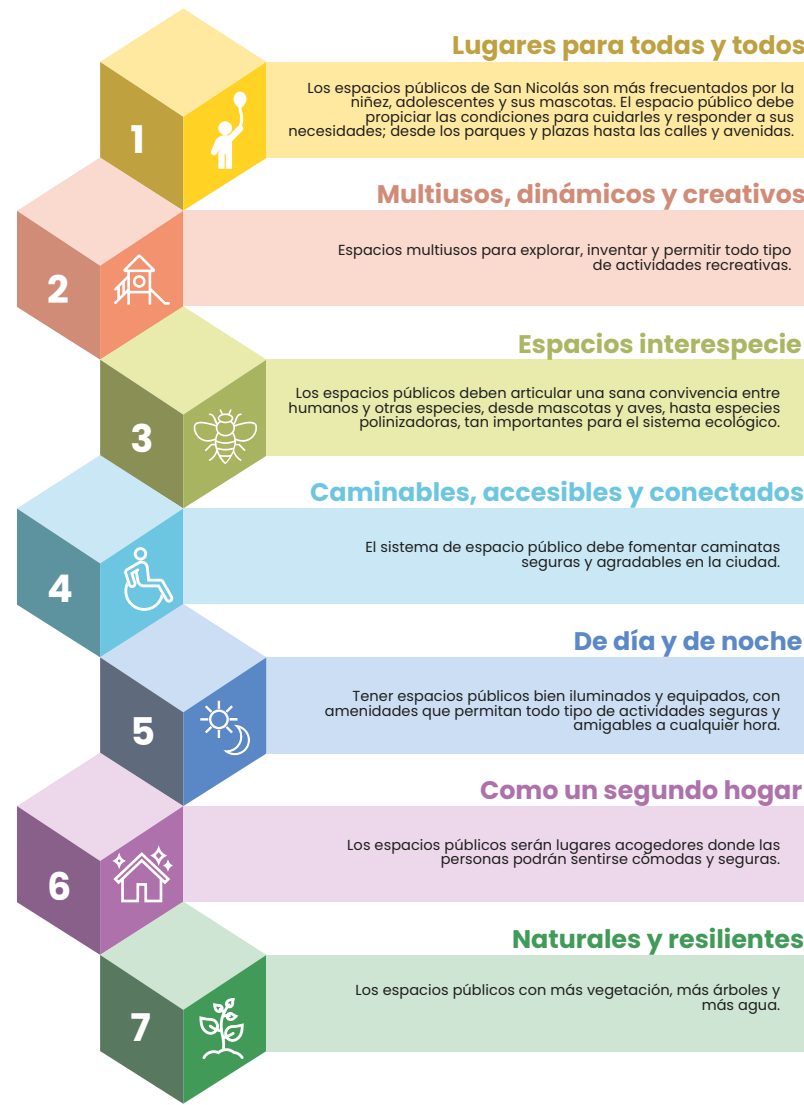 Lugares para todas y todos
1
Los espacios públicos de San Nicolás son más frecuentados por la
niñez, adolescentes y sus mascotas. El espacio público debe
propiciar las condiciones para cuidarles y responder a sus
necesidades; desde los parques y plazas hasta las calles y avenidas.
Multiusos, dinámicos y creativos
2
Espacios multiusos para explorar, inventar y permitir todo tipo
de actividades recreativas.
Espacios interespecie
3
Los espacios públicos deben articular una sana convivencia entre
humanos y otras especies, desde mascotas y aves, hasta especies
polinizadoras, tan importantes para el sistema ecológico.
Caminables, accesibles y conectados
4
El sistema de espacio público debe fomentar caminatas
seguras y agradables en la ciudad.
De día y de noche
5
Tener espacios públicos bien iluminados y equipados, con
amenidades que permitan todo tipo de actividades seguras y
amigables a cualquier hora.
Como un segundo hogar
6
Los espacios públicos serán lugares acogedores donde las
personas podrán sentirse cómodas y seguras.
Naturales y resilientes
7
Los espacios públicos con más vegetación, más árboles y
más agua.